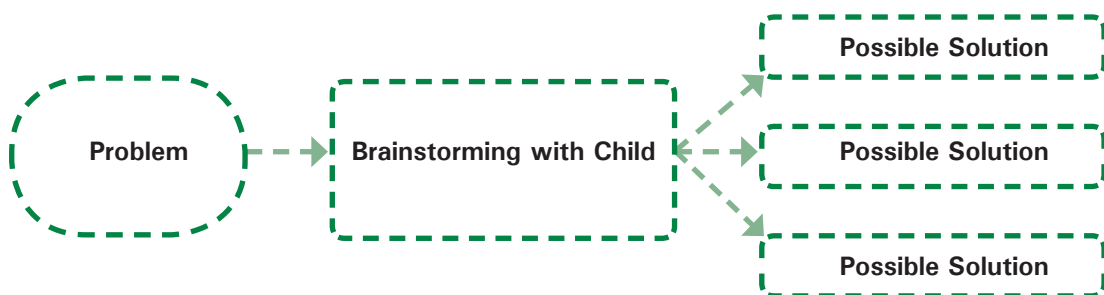 Problem
Brainstorming with Child
Possible Solution
Possible Solution
Possible Solution